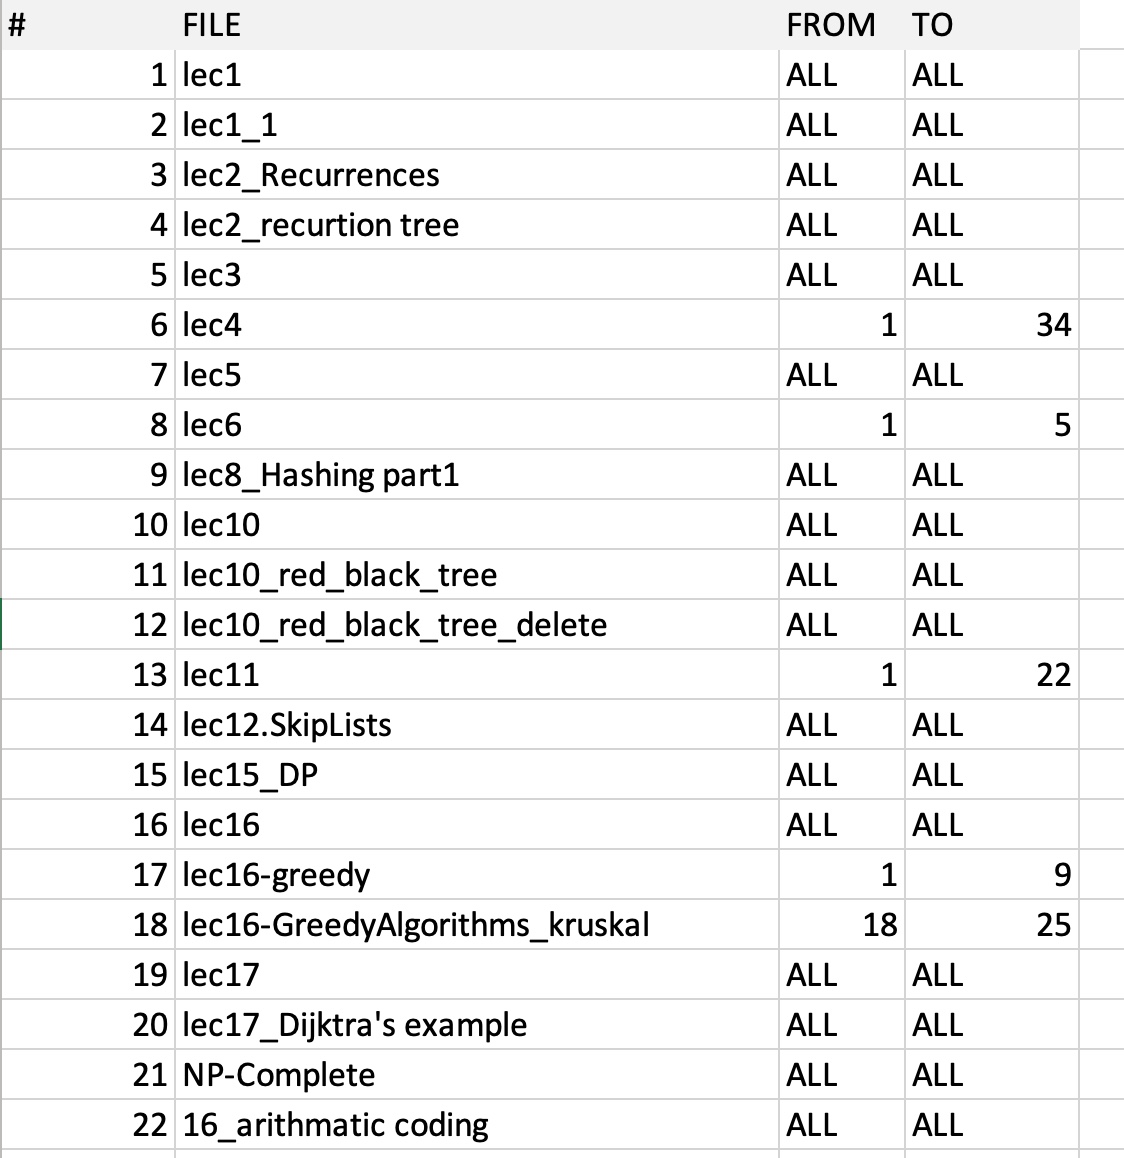 # FILE FROM TO
1 lec1 ALL ALL
2 lec1_1 ALL ALL
3 lec2_Recurrences ALL ALL
4 lec2_recurtion tree ALL ALL
5 lec3 ALL ALL
6 lec4 1 34
7 lec5 ALL ALL
8 lec6 1 5
9 lec8_Hashing part1 ALL ALL
10 lec10 ALL ALL
11 lec10_red_black_tree ALL ALL
12 lec10_red_black_tree_delete ALL ALL
13 lec11 1 22
14 lec12.SkipLists ALL ALL
15 lec15_DP ALL ALL
16 lec16 ALL ALL
17 lec16-greedy 1 9
18 lec16-GreedyAlgorithms_kruskal 18 25
19 lec17 ALL ALL
20 lec17_Dijktra's example ALL ALL
21 NP-Complete ALL ALL
22 16_arithmatic coding ALL ALL